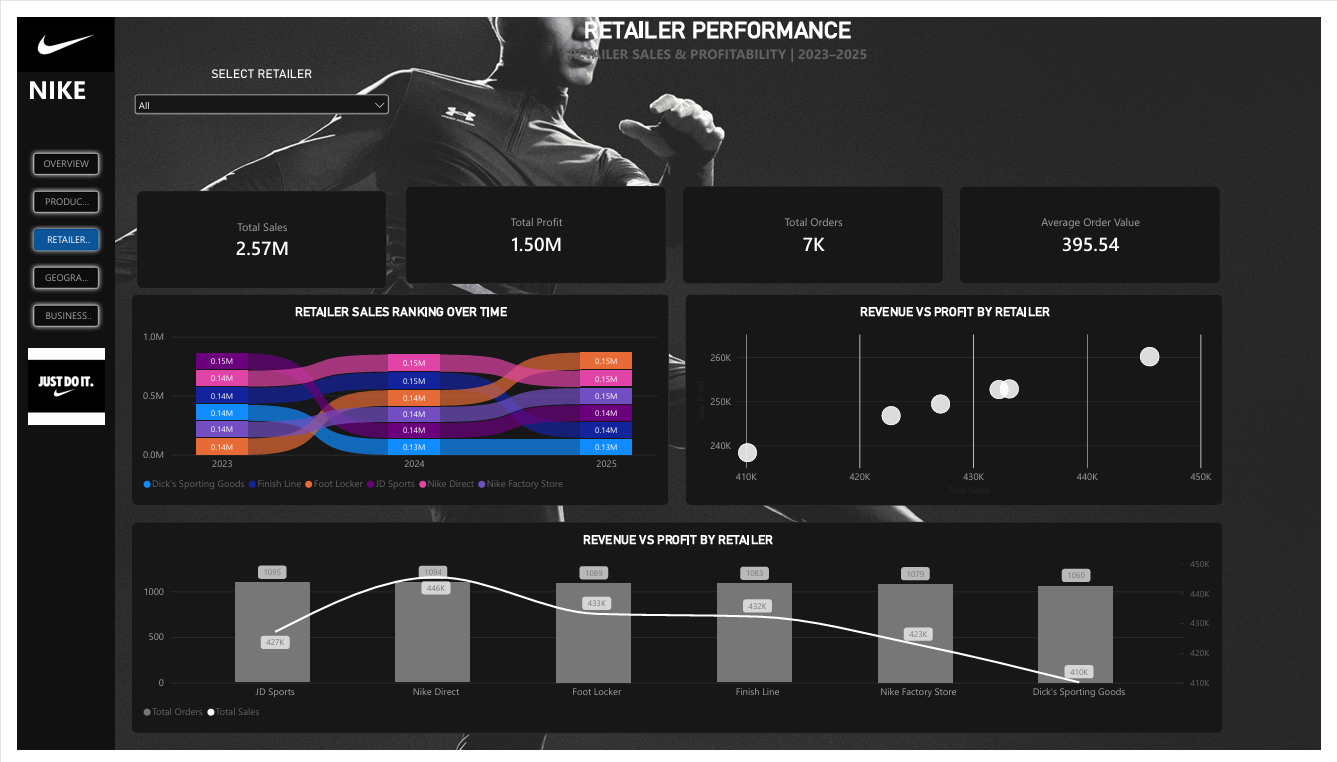 RETAILER PERFORMANCE
RETAILER SALES & PROFITABILITY | 2023–2025
NIKE
SELECT RETAILER
All
UNDER ARMOUR
OVERVIEW
PRODUC...
RETAILER..
GEOGRA...
BUSINESS..
JUST DO IT.
Total Sales
2.57M
Total Profit
1.50M
Total Orders
7K
Average Order Value
395.54
RETAILER SALES RANKING OVER TIME
1.0M
0.5M
0.0M
0.15M
0.14M
0.14M
0.14M
0.14M
0.14M
0.15M
0.15M
0.14M
0.14M
0.14M
0.13M
0.15M
0.15M
0.15M
0.14M
0.14M
0.13M
2023 2024 2025
Dick's Sporting Goods Finish Line Foot Locker JD Sports Nike Direct Nike Factory Store
REVENUE VS PROFIT BY RETAILER
Total Profit
260K
250K
240K
410K 420K 430K 440K 450K
Total Sales
REVENUE VS PROFIT BY RETAILER
1000
500
0
1095 1094 1089 1083 1079 1060
427K 446K 433K 432K 423K 410K
450K
440K
430K
420K
410K
JD Sports Nike Direct Foot Locker Finish Line Nike Factory Store Dick's Sporting Goods
Total Orders Total Sales